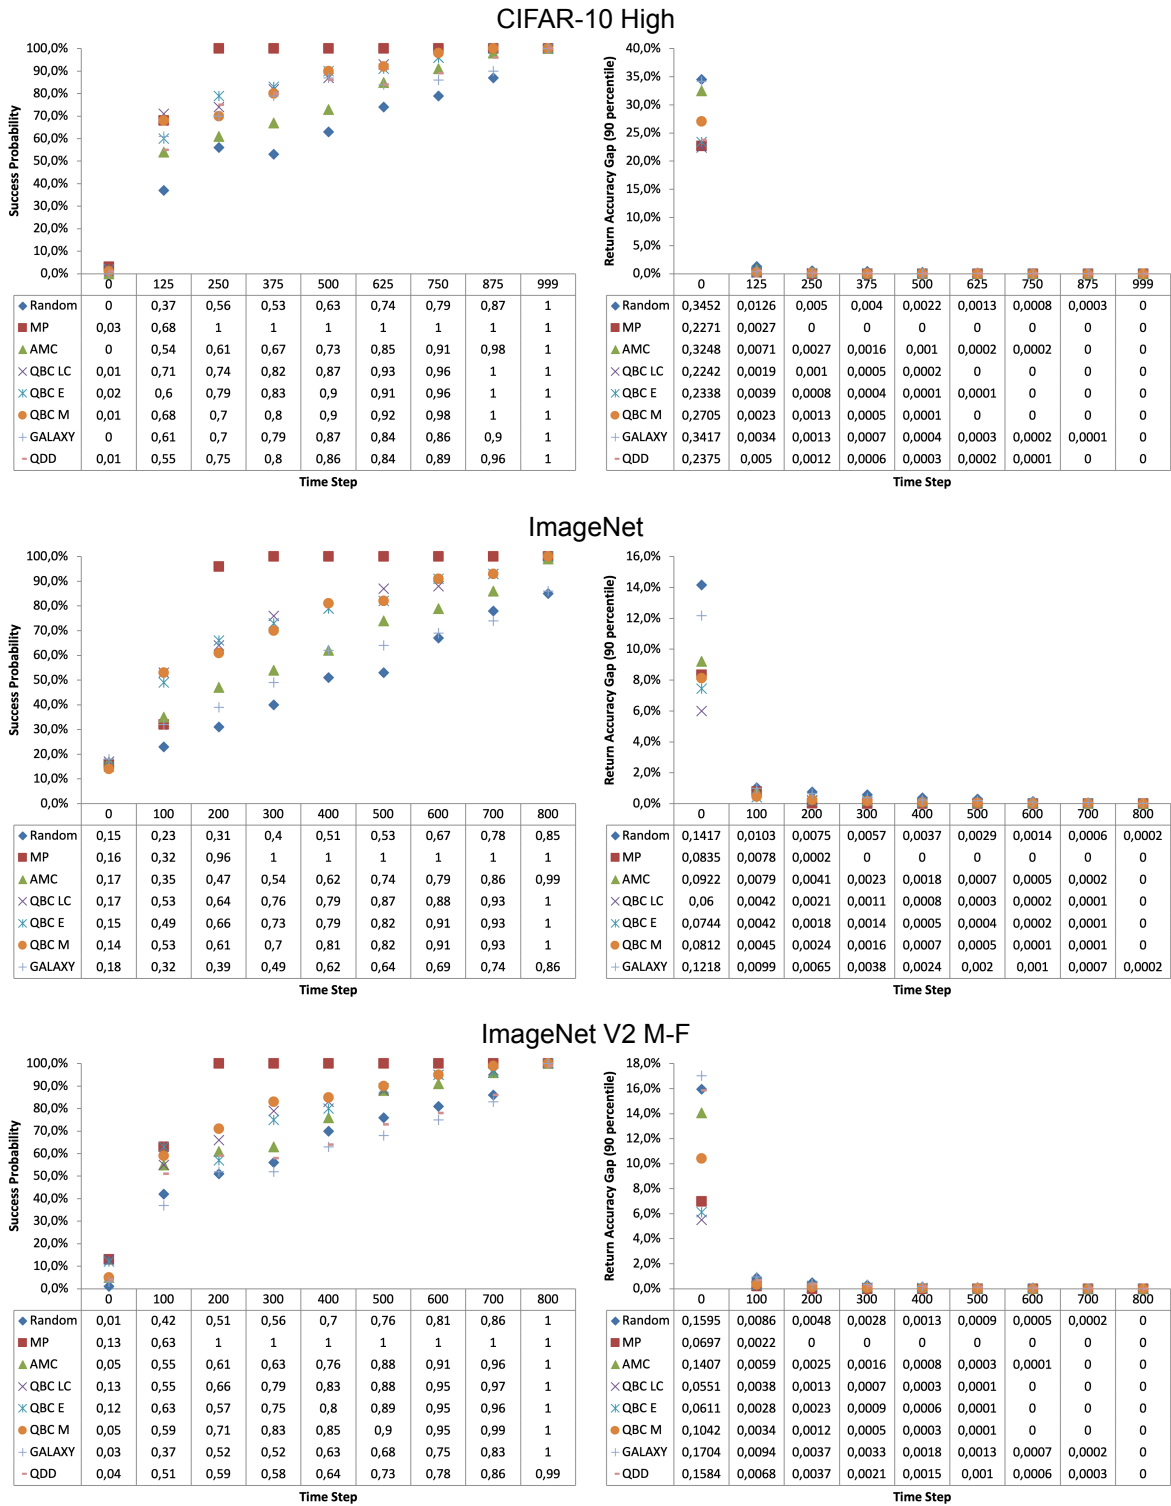 CIFAR-10 High
Success Probability
100,0%
90,0%
80,0%
70,0%
60,0%
50,0%
40,0%
30,0%
20,0%
10,0%
0,0%
0 125 250 375 500 625 750 875 999
Random 0 0,37 0,56 0,53 0,63 0,74 0,79 0,87 1
MP 0,03 0,68 1 1 1 1 1 1 1
AMC 0 0,54 0,61 0,67 0,73 0,85 0,91 0,98 1
QBC LC 0,01 0,71 0,74 0,82 0,87 0,93 0,96 1 1
QBC E 0,02 0,6 0,79 0,83 0,9 0,91 0,96 1 1
QBC M 0,01 0,68 0,7 0,8 0,9 0,92 0,98 1 1
GALAXY 0 0,61 0,7 0,79 0,87 0,84 0,86 0,9 1
QDD 0,01 0,55 0,75 0,8 0,86 0,84 0,89 0,96 1
Time Step
Return Accuracy Gap (90 percentile)
40,0%
35,0%
30,0%
25,0%
20,0%
15,0%
10,0%
5,0%
0,0%
0 125 250 375 500 625 750 875 999
Random 0,3452 0,0126 0,005 0,004 0,0022 0,0013 0,0008 0,0003 0
MP 0,2271 0,0027 0 0 0 0 0 0 0
AMC 0,3248 0,0071 0,0027 0,0016 0,001 0,0002 0,0002 0 0
QBC LC 0,2242 0,0019 0,001 0,0005 0,0002 0 0 0 0
QBC E 0,2338 0,0039 0,0008 0,0004 0,0001 0,0001 0 0 0
QBC M 0,2705 0,0023 0,0013 0,0005 0,0001 0 0 0 0
GALAXY 0,3417 0,0034 0,0013 0,0007 0,0004 0,0003 0,0002 0,0001 0
QDD 0,2375 0,005 0,0012 0,0006 0,0003 0,0002 0,0001 0 0
Time Step
ImageNet
Success Probability
100,0%
90,0%
80,0%
70,0%
60,0%
50,0%
40,0%
30,0%
20,0%
10,0%
0,0%
0 100 200 300 400 500 600 700 800
Random 0,15 0,23 0,31 0,4 0,51 0,53 0,67 0,78 0,85
MP 0,16 0,32 0,96 1 1 1 1 1 1
AMC 0,17 0,35 0,47 0,54 0,62 0,74 0,79 0,86 0,99
QBC LC 0,17 0,53 0,64 0,76 0,79 0,87 0,88 0,93 1
QBC E 0,15 0,49 0,66 0,73 0,79 0,82 0,91 0,93 1
QBC M 0,14 0,53 0,61 0,7 0,81 0,82 0,91 0,93 1
GALAXY 0,18 0,32 0,39 0,49 0,62 0,64 0,69 0,74 0,86
Time Step
Return Accuracy Gap (90 percentile)
16,0%
14,0%
12,0%
10,0%
8,0%
6,0%
4,0%
2,0%
0,0%
0 100 200 300 400 500 600 700 800
Random 0,1417 0,0103 0,0075 0,0057 0,0037 0,0029 0,0014 0,0006 0,0002
MP 0,0835 0,0078 0,0002 0 0 0 0 0 0
AMC 0,0922 0,0079 0,0041 0,0023 0,0018 0,0007 0,0005 0,0002 0
QBC LC 0,06 0,0042 0,0021 0,0011 0,0008 0,0003 0,0002 0,0001 0
QBC E 0,0744 0,0042 0,0018 0,0014 0,0005 0,0004 0,0002 0,0001 0
QBC M 0,0812 0,0045 0,0024 0,0016 0,0007 0,0005 0,0001 0,0001 0
GALAXY 0,1218 0,0099 0,0065 0,0038 0,0024 0,002 0,001 0,0007 0,0002
Time Step
ImageNet V2 M-F
Success Probability
100,0%
90,0%
80,0%
70,0%
60,0%
50,0%
40,0%
30,0%
20,0%
10,0%
0,0%
0 100 200 300 400 500 600 700 800
Random 0,01 0,42 0,51 0,56 0,7 0,76 0,81 0,86 1
MP 0,13 0,63 1 1 1 1 1 1 1
AMC 0,05 0,55 0,61 0,63 0,76 0,88 0,91 0,96 1
QBC LC 0,13 0,55 0,66 0,79 0,83 0,88 0,95 0,97 1
QBC E 0,12 0,63 0,57 0,75 0,8 0,89 0,95 0,96 1
QBC M 0,05 0,59 0,71 0,83 0,85 0,9 0,95 0,99 1
GALAXY 0,03 0,37 0,52 0,52 0,63 0,68 0,75 0,83 1
QDD 0,04 0,51 0,59 0,58 0,64 0,73 0,78 0,86 0,99
Time Step
Return Accuracy Gap (90 percentile)
18,0%
16,0%
14,0%
12,0%
10,0%
8,0%
6,0%
4,0%
2,0%
0,0%
0 100 200 300 400 500 600 700 800
Random 0,1595 0,0086 0,0048 0,0028 0,0013 0,0009 0,0005 0,0002 0
MP 0,0697 0,0022 0 0 0 0 0 0 0
AMC 0,1407 0,0059 0,0025 0,0016 0,0008 0,0003 0,0001 0 0
QBC LC 0,0551 0,0038 0,0013 0,0007 0,0003 0,0001 0 0 0
QBC E 0,0611 0,0028 0,0023 0,0009 0,0006 0,0001 0 0 0
QBC M 0,1042 0,0034 0,0012 0,0005 0,0003 0,0001 0 0 0
GALAXY 0,1704 0,0094 0,0037 0,0033 0,0018 0,0013 0,0007 0,0002 0
QDD 0,1584 0,0068 0,0037 0,0021 0,0015 0,001 0,0006 0,0003 0
Time Step